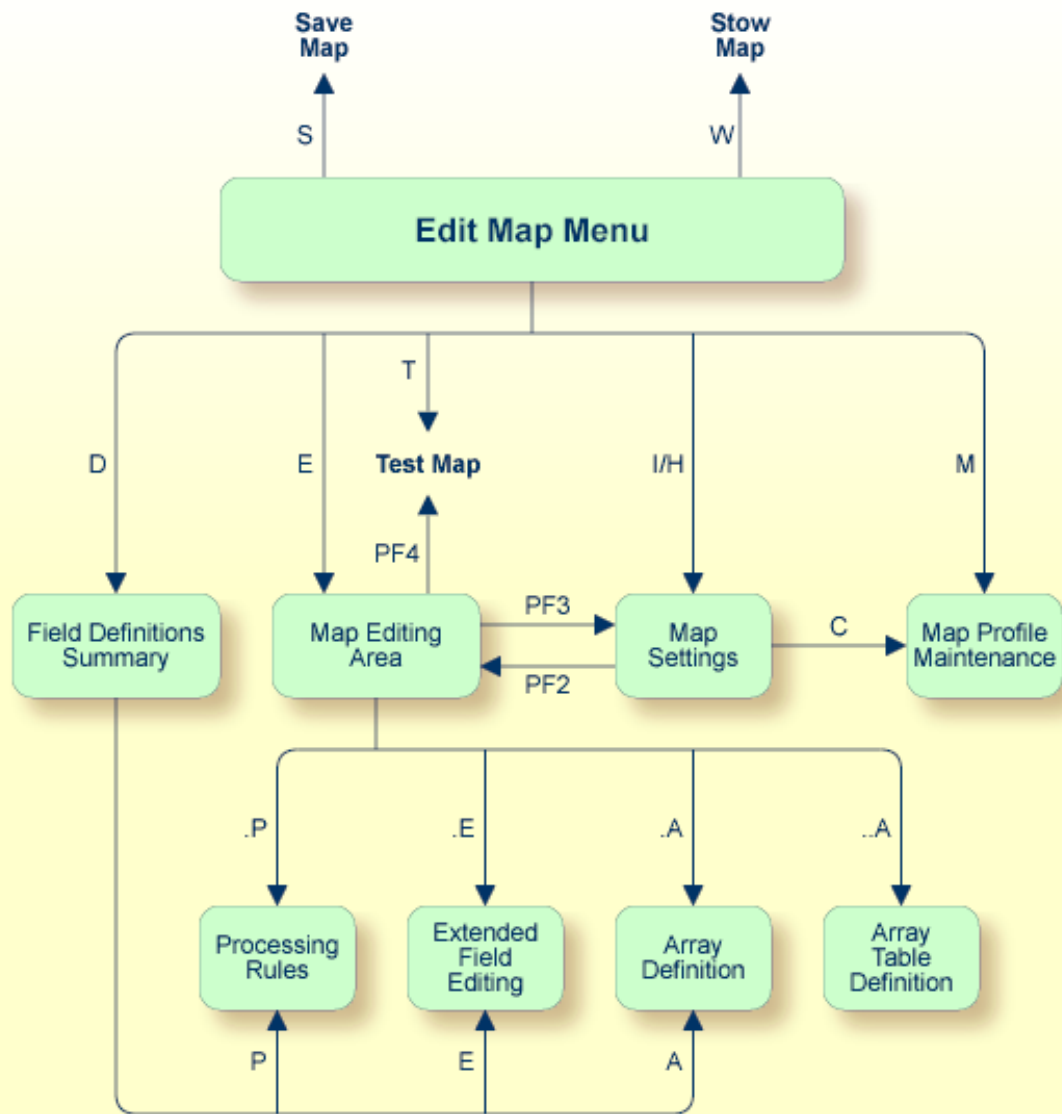 Save
Map
Stow
Map
S
W
Edit Map Menu
T
D
E
Test Map
I/H
M
PF4
Field Definitions
Summary
Map Editing
Area
PF3
PF2
Map
Settings
C
Map Profile
Maintenance
.P
.E
.A
..A
Processing
Rules
Extended
Field
Editing
Array
Definition
Array
Table
Definition
P
E
A